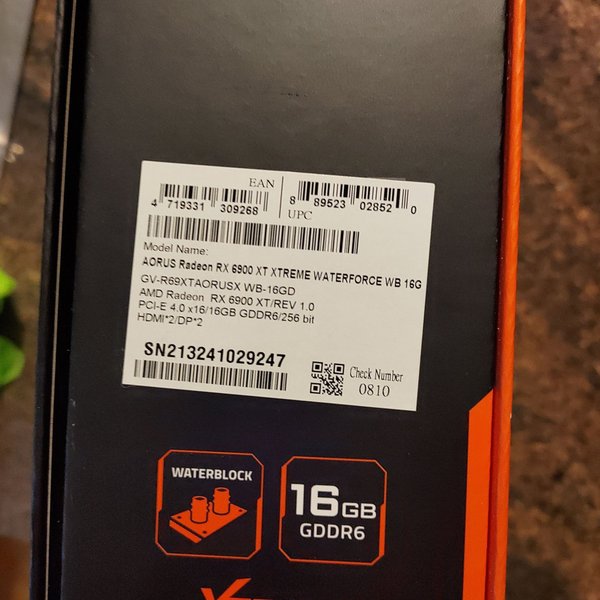 EAN
4 719331 309268
8 89523 02852 0
UPC
Model Name:
AORUS Radeon RX 6900 XT XTREME WATERFORCE WB 16G
GV-R69XTAORUSX WB-16GD
AMD Radeon RX 6900 XT/REV 1.0
PCI-E 4.0 x16/16GB GDDR6/256 bit
HDMI*2/DP*2
SN213241029247
Check Number
0810
WATERBLOCK
16GB
GDDR6